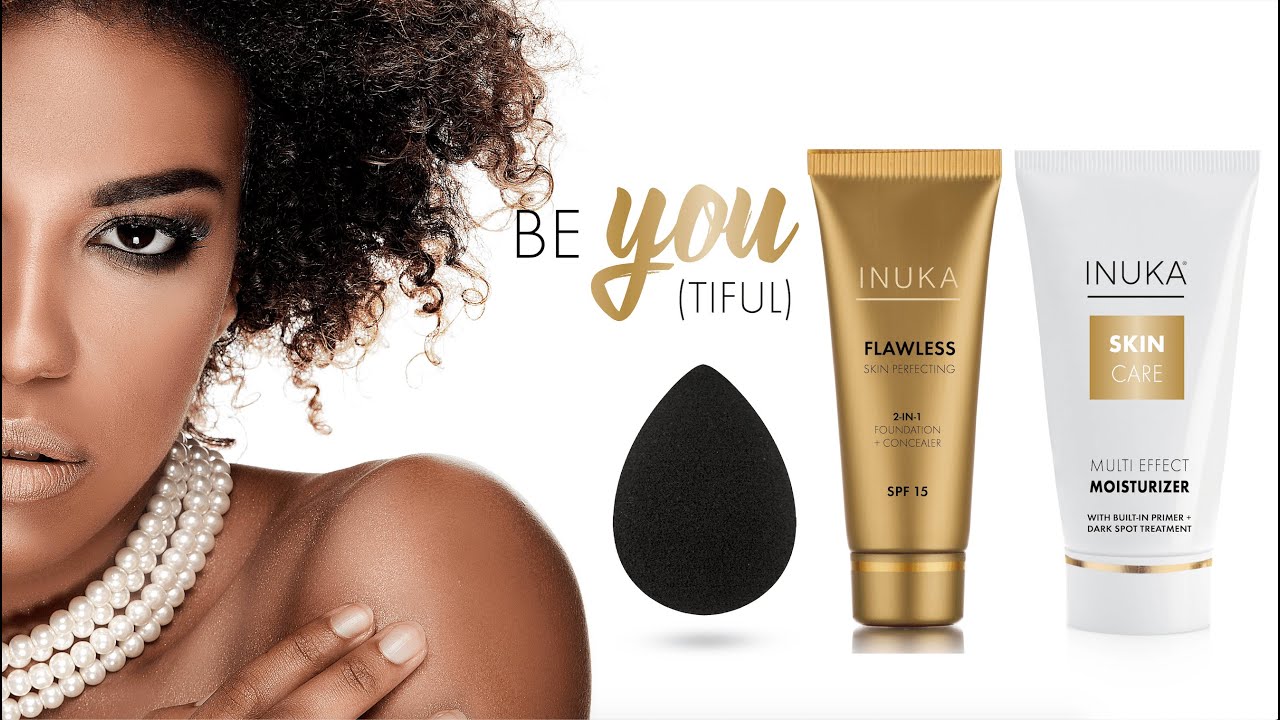 BE you
(TIFUL)
INUKA
FLAWLESS
SKIN PERFECTING
2-IN-1
FOUNDATION
+ CONCEALER
SPF 15
INUKA®
SKIN
CARE
MULTI EFFECT
MOISTURIZER
WITH BUILT-IN PRIMER +
DARK SPOT TREATMENT